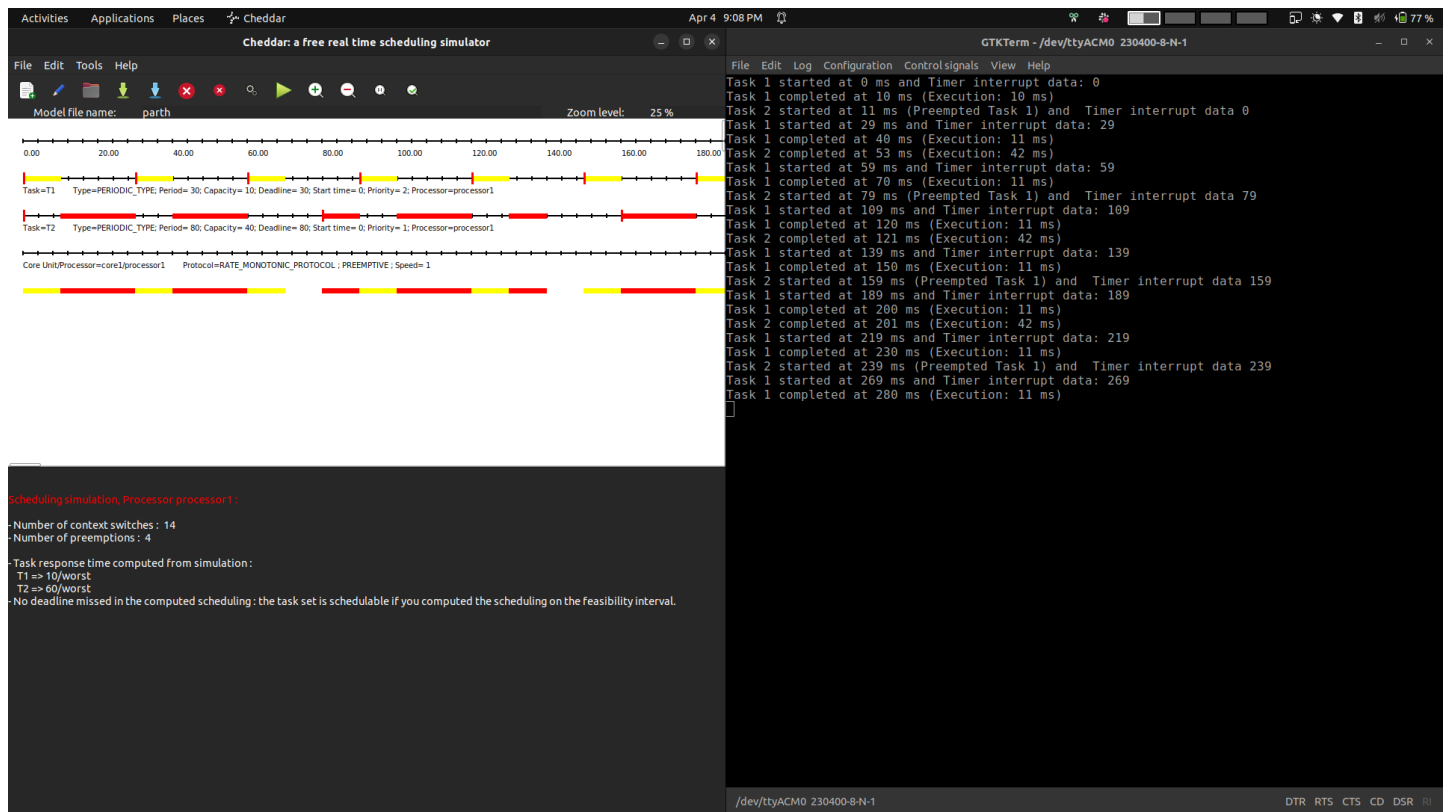 Activities Applications Places Cheddar Apr 4 9:08 PM 77 %
Cheddar: a free real time scheduling simulator
File Edit Tools Help
Model file name: parth Zoom level: 25 %
0.00 20.00 40.00 60.00 80.00 100.00 120.00 140.00 160.00 180.00
Task=T1 Type=PERIODIC_TYPE; Period= 30; Capacity= 10; Deadline= 30; Start time= 0; Priority= 2; Processor=processor1
Task=T2 Type=PERIODIC_TYPE; Period= 80; Capacity= 40; Deadline= 80; Start time= 0; Priority= 1; Processor=processor1
Core Unit/Processor=core1/processor1 Protocol=RATE_MONOTONIC_PROTOCOL ; PREEMPTIVE ; Speed= 1
Scheduling simulation, Processor processor1 :
- Number of context switches : 14
- Number of preemptions : 4
- Task response time computed from simulation :
T1 => 10/worst
T2 => 60/worst
- No deadline missed in the computed scheduling : the task set is schedulable if you computed the scheduling on the feasibility interval.
GTKTerm - /dev/ttyACM0 230400-8-N-1
File Edit Log Configuration Control signals View Help
Task 1 started at 0 ms and Timer interrupt data: 0
Task 1 completed at 10 ms (Execution: 10 ms)
Task 2 started at 11 ms (Preempted Task 1) and Timer interrupt data 0
Task 1 started at 29 ms and Timer interrupt data: 29
Task 1 completed at 40 ms (Execution: 11 ms)
Task 2 completed at 53 ms (Execution: 42 ms)
Task 1 started at 59 ms and Timer interrupt data: 59
Task 1 completed at 70 ms (Execution: 11 ms)
Task 2 started at 79 ms (Preempted Task 1) and Timer interrupt data 79
Task 1 started at 109 ms and Timer interrupt data: 109
Task 1 completed at 120 ms (Execution: 11 ms)
Task 2 completed at 121 ms (Execution: 42 ms)
Task 1 started at 139 ms and Timer interrupt data: 139
Task 1 completed at 150 ms (Execution: 11 ms)
Task 2 started at 159 ms (Preempted Task 1) and Timer interrupt data 159
Task 1 started at 189 ms and Timer interrupt data: 189
Task 1 completed at 200 ms (Execution: 11 ms)
Task 2 completed at 201 ms (Execution: 42 ms)
Task 1 started at 219 ms and Timer interrupt data: 219
Task 1 completed at 230 ms (Execution: 11 ms)
Task 2 started at 239 ms (Preempted Task 1) and Timer interrupt data 239
Task 1 started at 269 ms and Timer interrupt data: 269
Task 1 completed at 280 ms (Execution: 11 ms)
/dev/ttyACM0 230400-8-N-1 DTR RTS CTS CD DSR RI